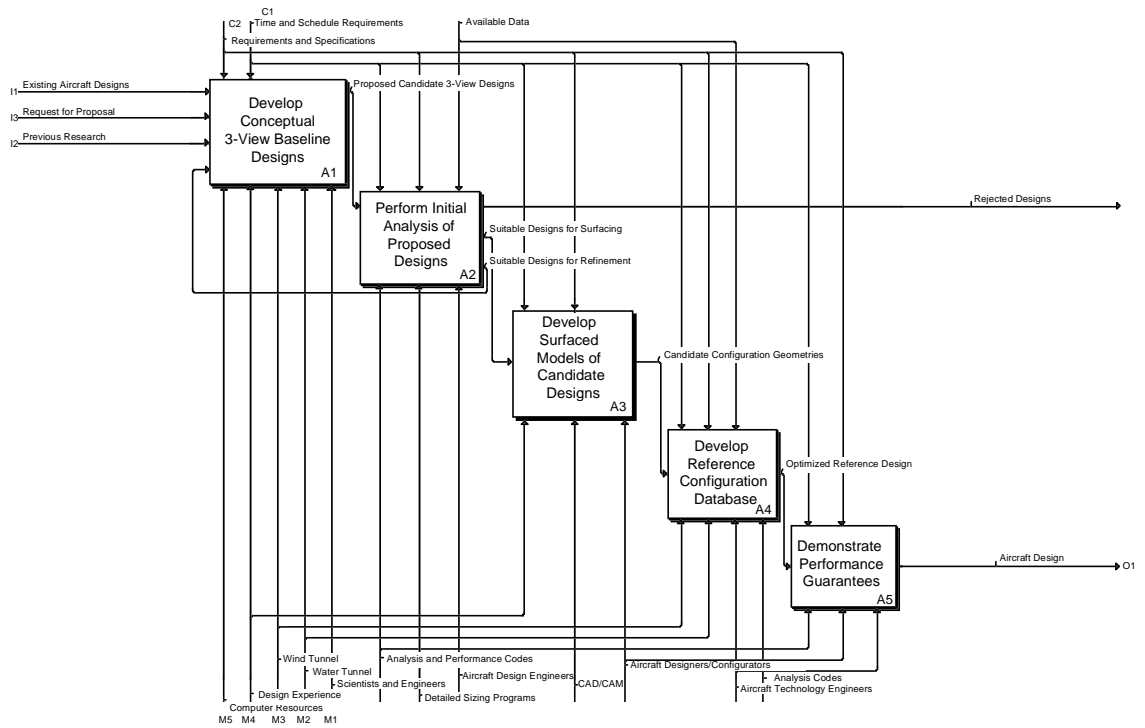 C1
C2
Time and Schedule Requirements
Available Data
Requirements and Specifications
I1
Existing Aircraft Designs
I3
Request for Proposal
I2
Previous Research
Develop
Conceptual
3-View Baseline
Designs
A1
Proposed Candidate 3-View Designs
Perform Initial
Analysis of
Proposed
Designs
A2
Rejected Designs
Suitable Designs for Surfacing
Suitable Designs for Refinement
Develop
Surfaced
Models of
Candidate
Designs
A3
Candidate Configuration Geometries
Develop
Reference
Configuration
Database
A4
Optimized Reference Design
Demonstrate
Performance
Guarantees
A5
Aircraft Design
O1
Wind Tunnel
Water Tunnel
Scientists and Engineers
Design Experience
Computer Resources
M5
M4
M3
M2
M1
Analysis and Performance Codes
Aircraft Design Engineers
Detailed Sizing Programs
CAD/CAM
Aircraft Designers/Configurators
Analysis Codes
Aircraft Technology Engineers